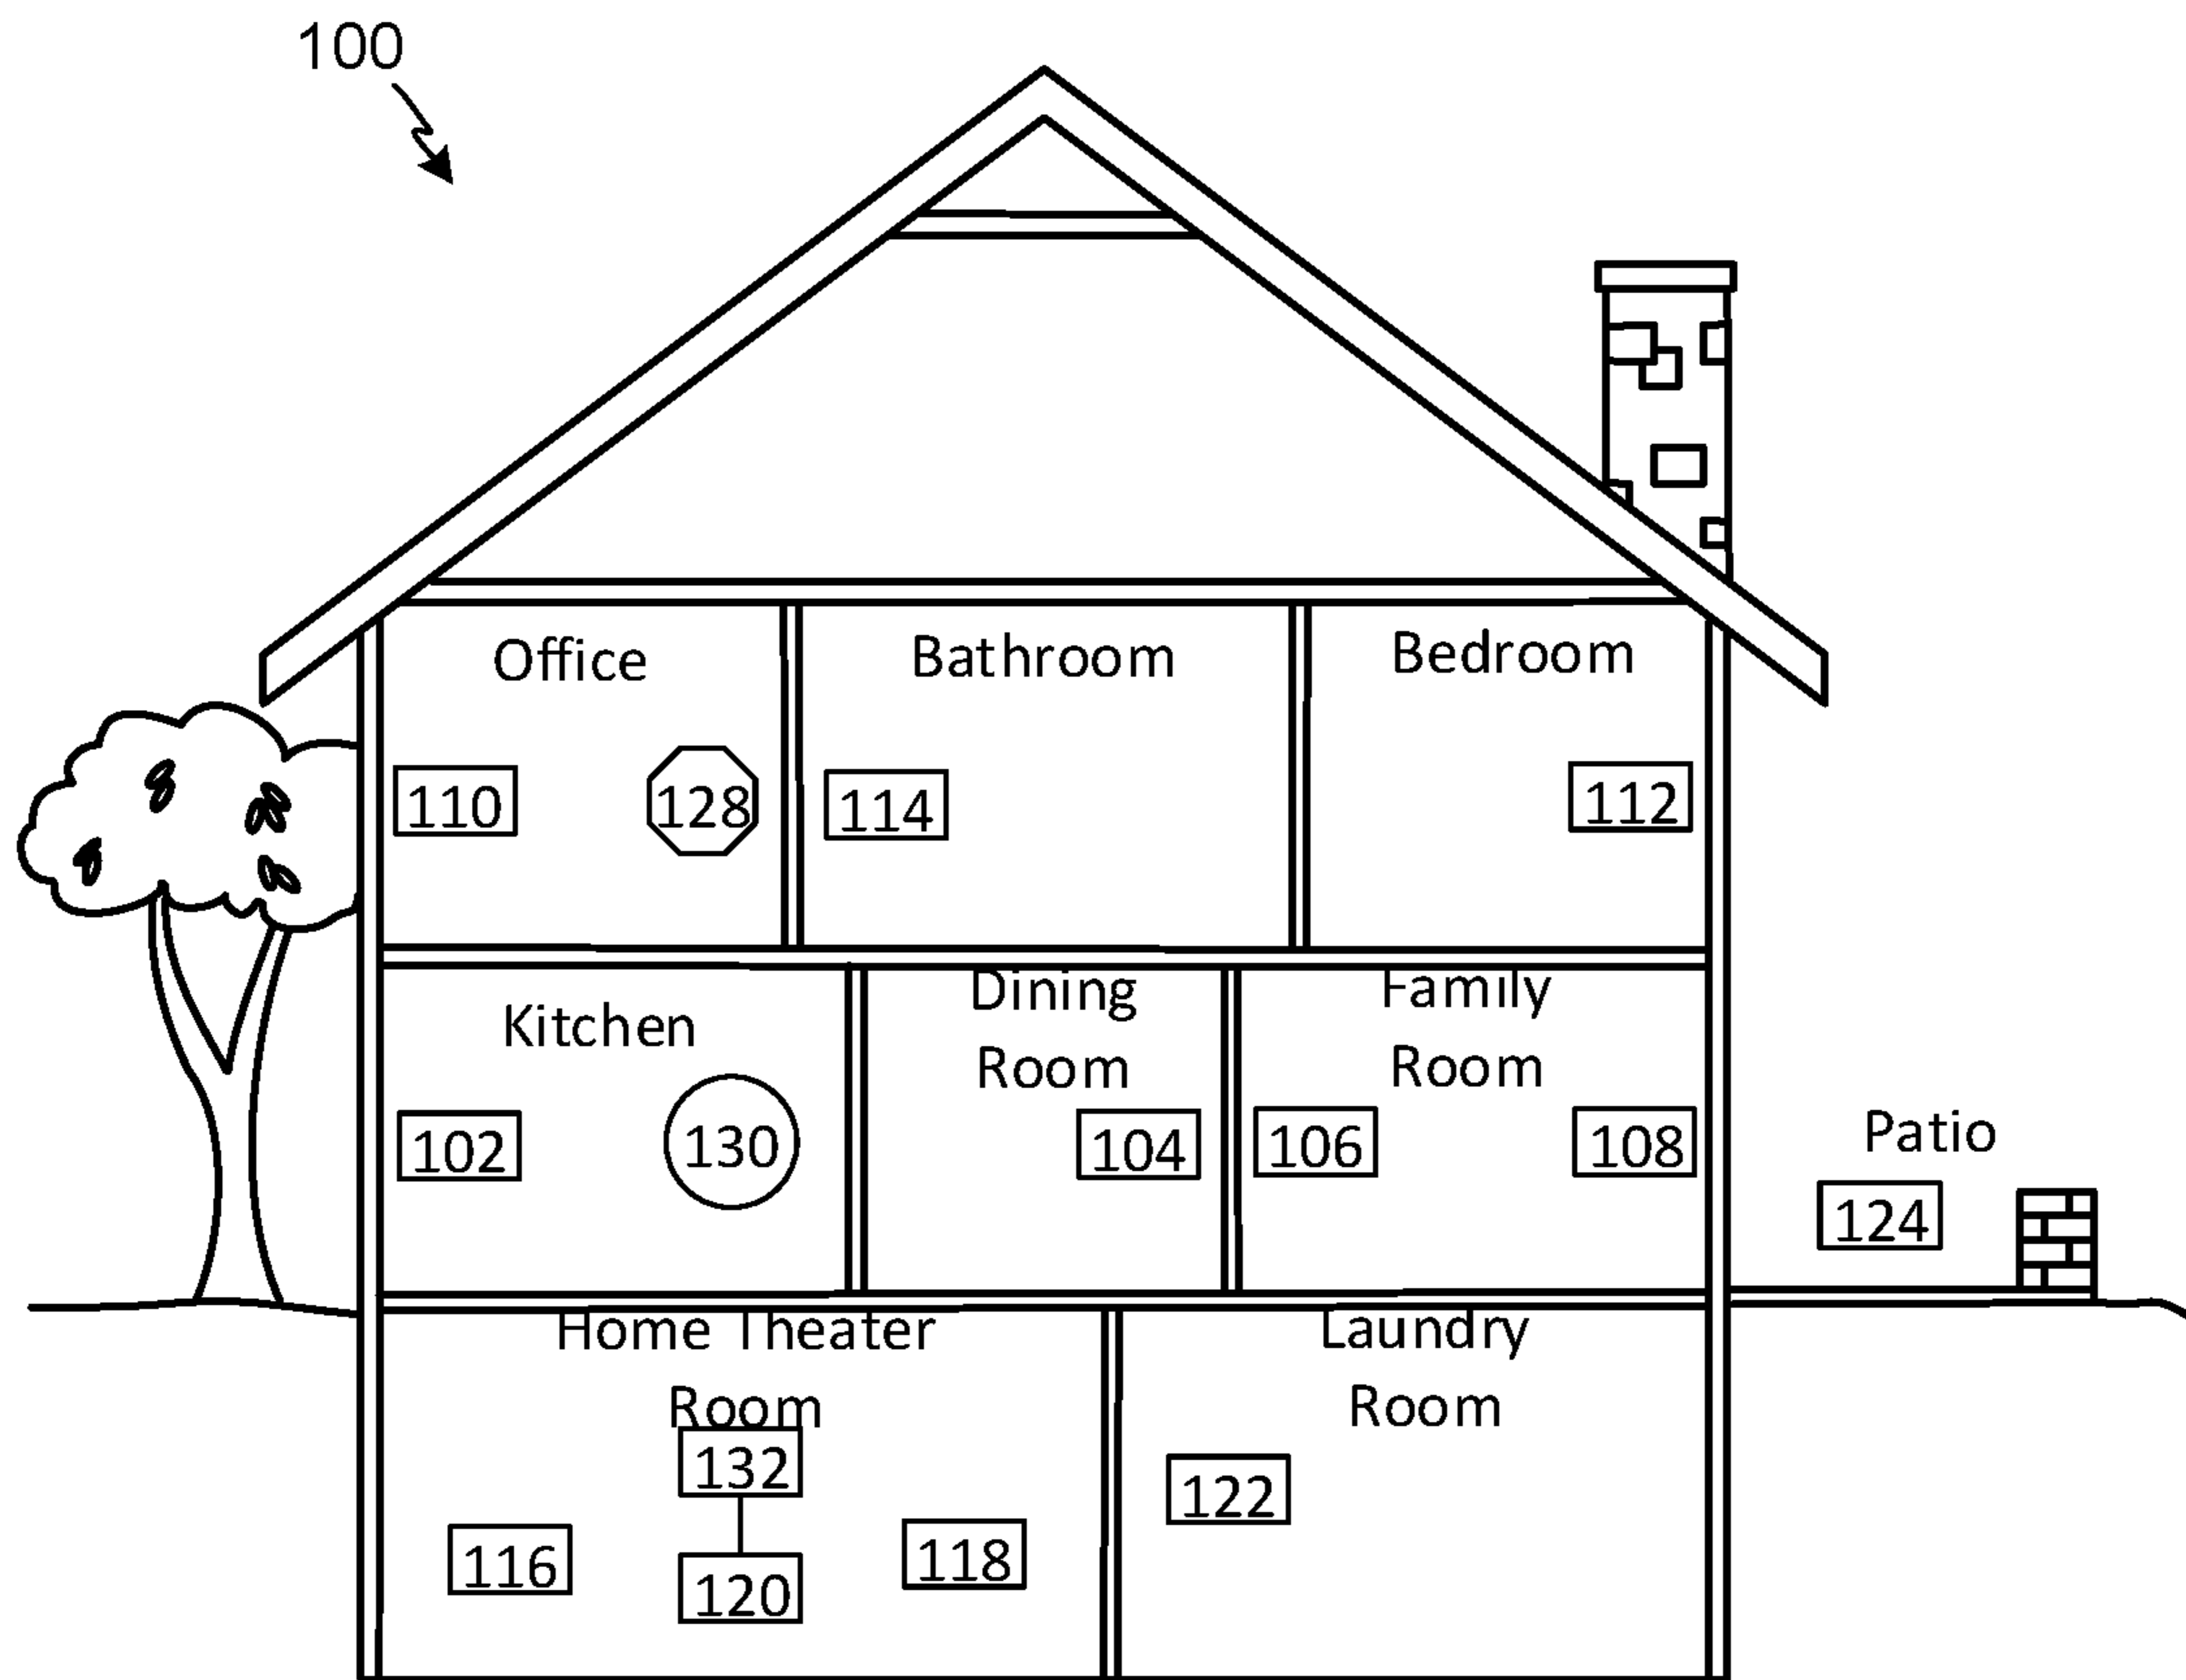 100
Office
Bathroom
Bedroom
110
128
114
112
Kitchen
Dining
Room
Family
Room
102
130
104
106
108
Patio
124
Home Theater
Room
Laundry
Room
132
122
116
120
118